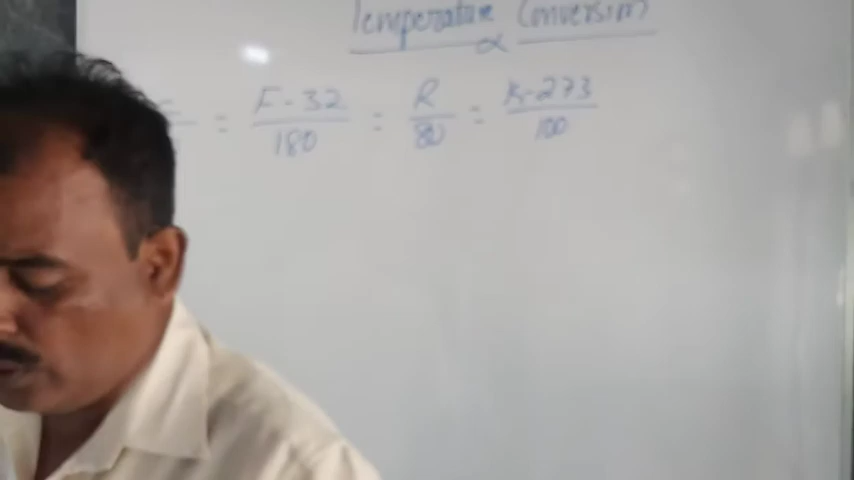 Temperature Conversion
= F - 32 / 180 = R / 80 = K - 273 / 100